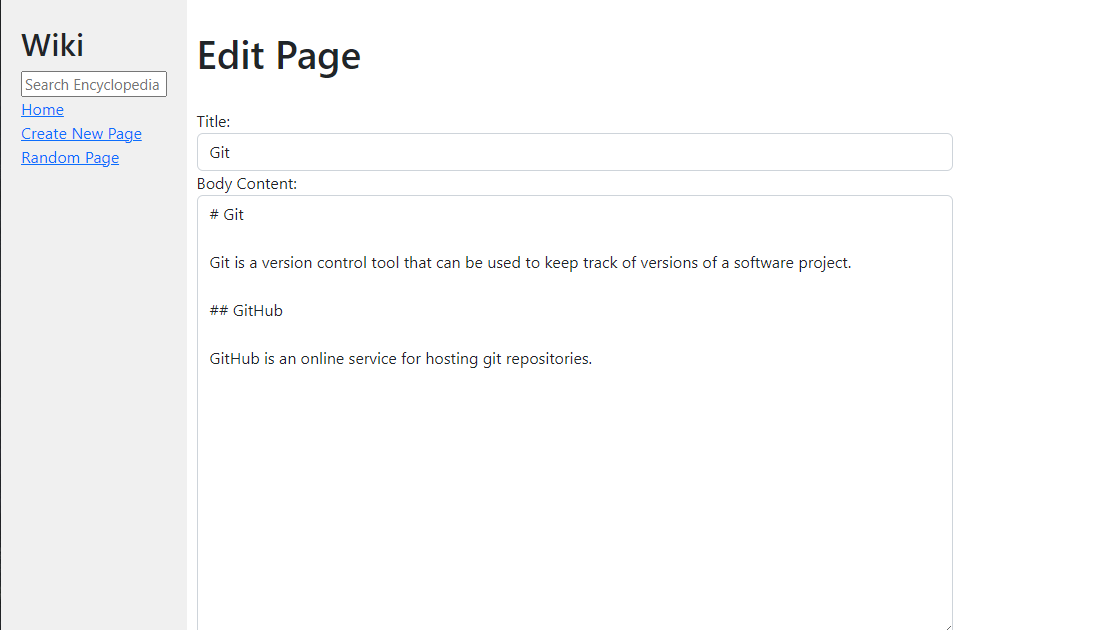 Wiki
Search Encyclopedia
Home
Create New Page
Random Page
Edit Page
Title:
Git
Body Content:
# Git
Git is a version control tool that can be used to keep track of versions of a software project.
## GitHub
GitHub is an online service for hosting git repositories.